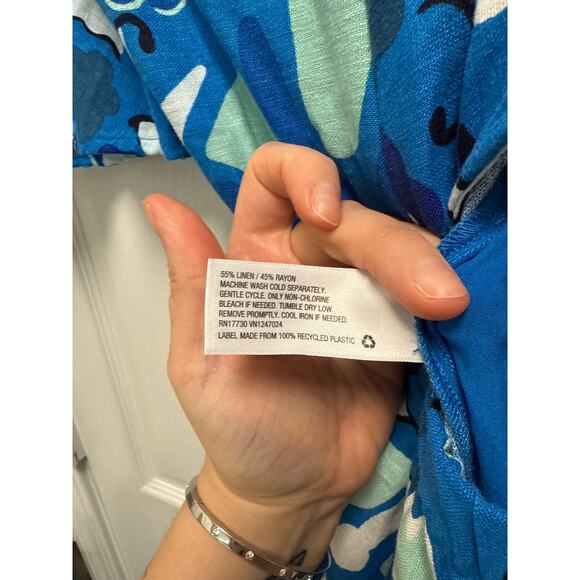 55% LINEN / 45% RAYON
MACHINE WASH COLD SEPARATELY.
GENTLE CYCLE. ONLY NON-CHLORINE
BLEACH IF NEEDED. TUMBLE DRY LOW.
REMOVE PROMPTLY. COOL IRON IF NEEDED.
RN17730 VN1247024
LABEL MADE FROM 100% RECYCLED PLASTIC